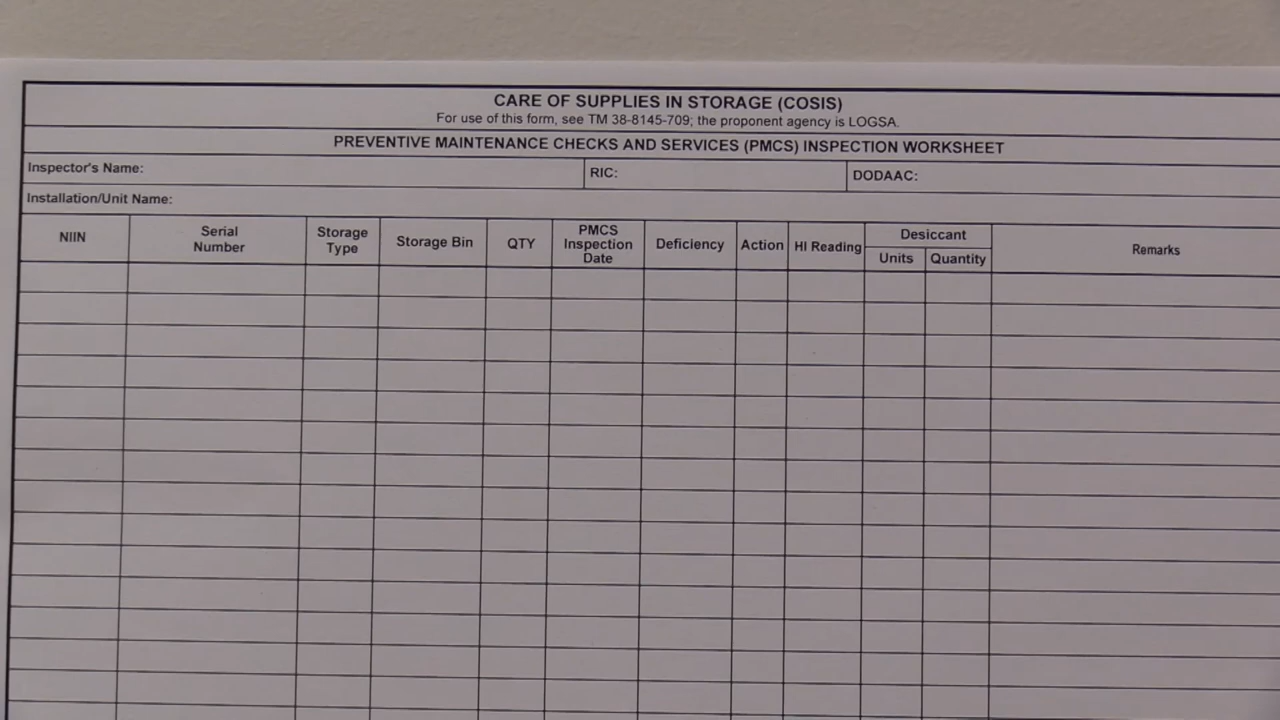 CARE OF SUPPLIES IN STORAGE (COSIS)
For use of this form, see TM 38-8145-709; the proponent agency is LOGSA.
PREVENTIVE MAINTENANCE CHECKS AND SERVICES (PMCS) INSPECTION WORKSHEET
Inspector's Name: RIC: DODAAC:
Installation/Unit Name:
NIIN
Serial
Number
Storage
Type
Storage Bin
QTY
PMCS
Inspection
Date
Deficiency
Action
HI Reading
Desiccant
Units
Quantity
Remarks